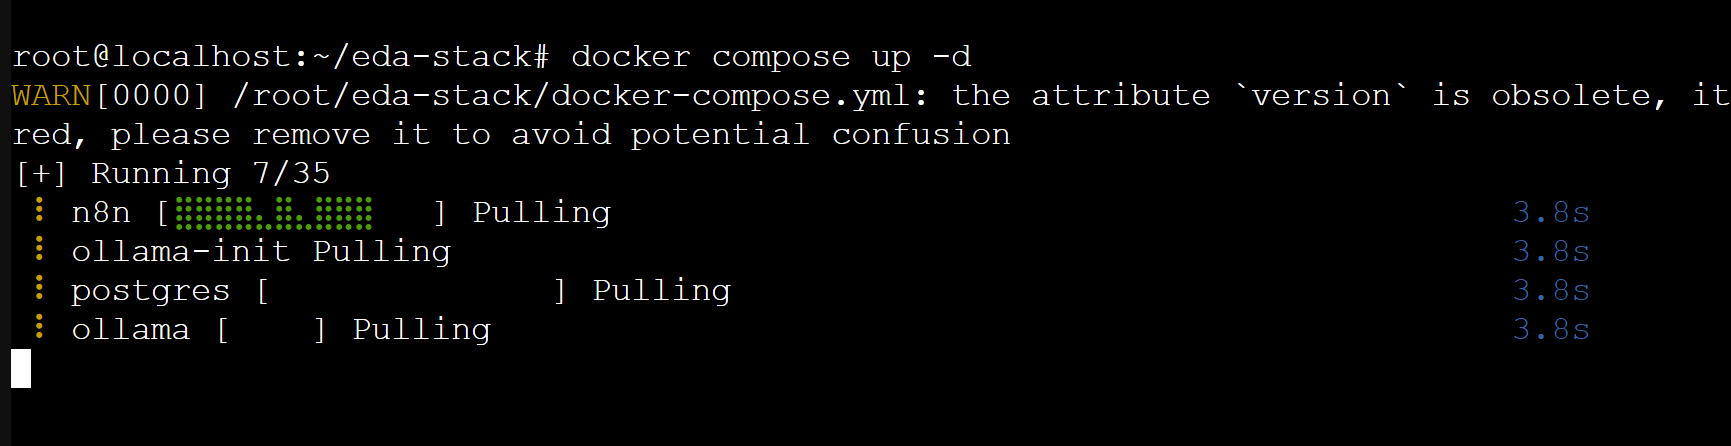 root@localhost:~/eda-stack# docker compose up -d
WARN[0000] /root/eda-stack/docker-compose.yml: the attribute `version` is obsolete, it
red, please remove it to avoid potential confusion
[+] Running 7/35
⠸ n8n [⣿⣿⣿⣿⣄⣿⣄⣿⣿⣿   ] Pulling 3.8s
⠸ ollama-init Pulling 3.8s
⠸ postgres [              ] Pulling 3.8s
⠸ ollama [    ] Pulling 3.8s